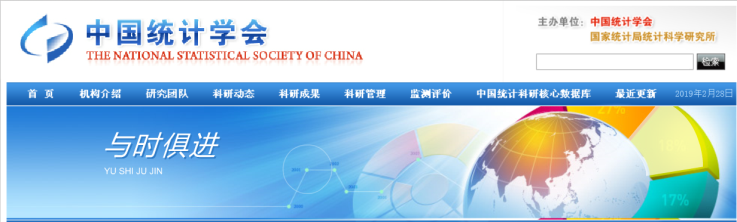 中国统计学会
THE NATIONAL STATISTICAL SOCIETY OF CHINA
主办单位：中国统计学会
国家统计局统计科学研究所
检索
首 页 机构介绍 研究团队 科研动态 科研成果 科研管理 监测评价 中国统计科研核心数据库 最近更新 2019年2月28日
与时俱进
YU SHI JU JIN
17%